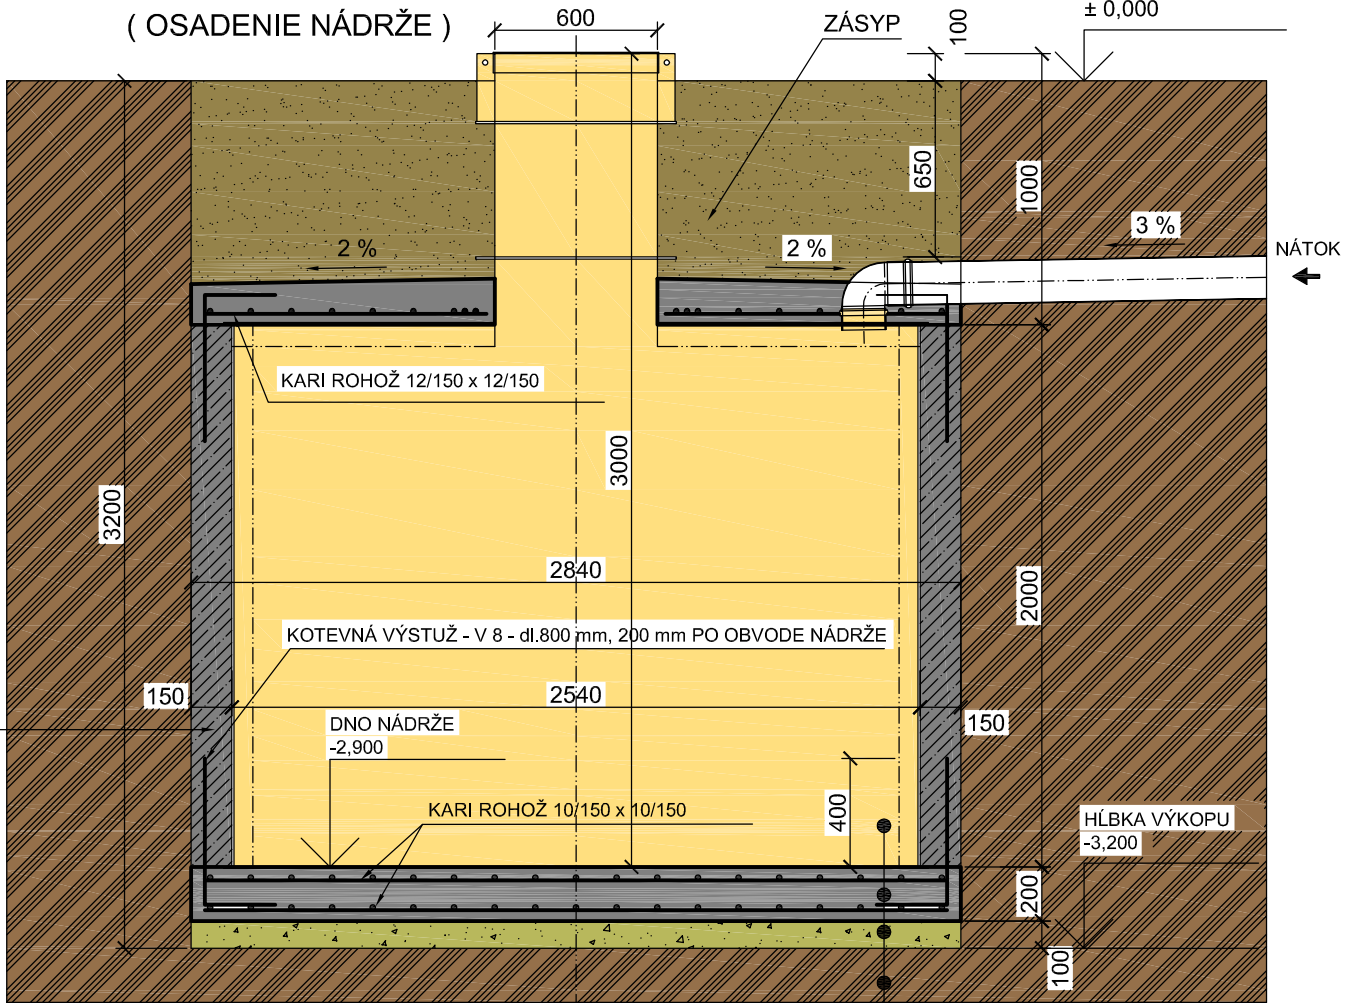 ( OSADENIE NÁDRŽE )
600
ZÁSYP
100
± 0,000
650
1000
3 %
2 %
2 %
NÁTOK
KARI ROHOŽ 12/150 x 12/150
3000
3200
2840
2000
KOTEVNÁ VÝSTUŽ - V 8 - dl.800 mm, 200 mm PO OBVODE NÁDRŽE
150
2540
150
DNO NÁDRŽE
-2,900
400
KARI ROHOŽ 10/150 x 10/150
HĹBKA VÝKOPU
-3,200
200
100